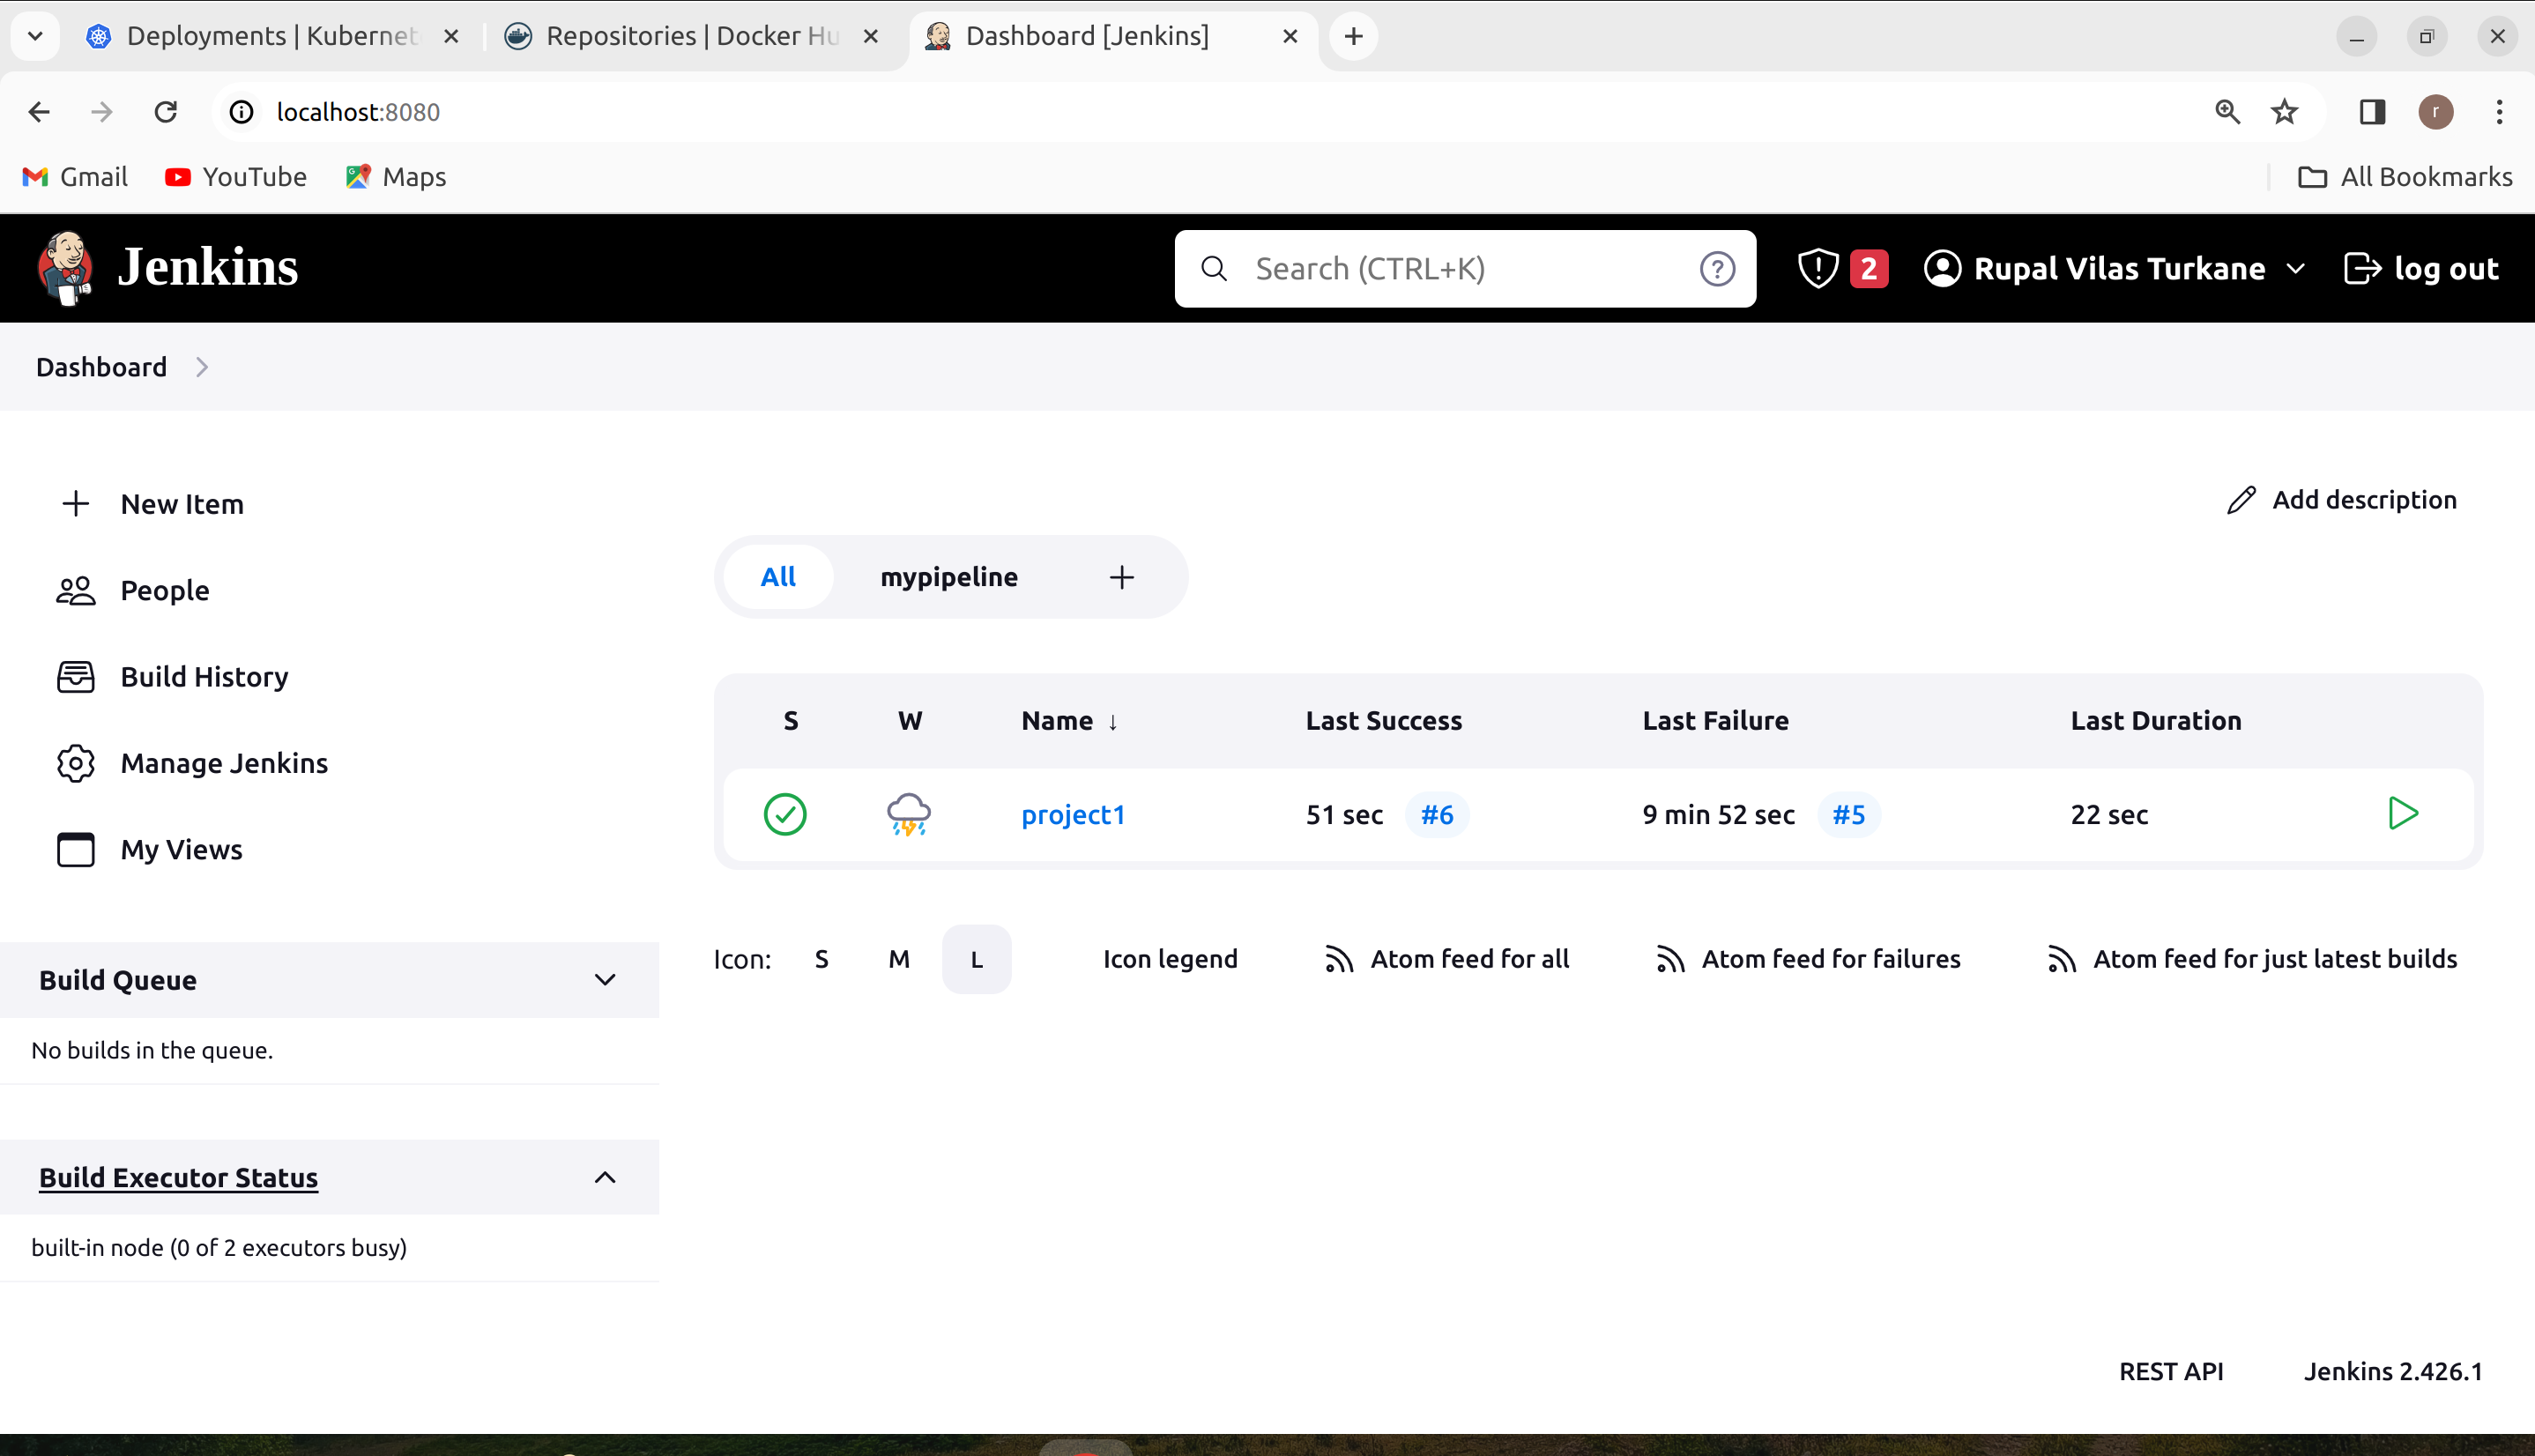 Deployments | Kubernet
Repositories | Docker Hu
Dashboard [Jenkins]
localhost:8080
r
Gmail
YouTube
Maps
All Bookmarks
Jenkins
Search (CTRL+K)
2
Rupal Vilas Turkane
log out
Dashboard
New Item
People
Build History
Manage Jenkins
My Views
Build Queue
No builds in the queue.
Build Executor Status
built-in node (0 of 2 executors busy)
Add description
All mypipeline
S W Name ↓ Last Success Last Failure Last Duration
project1 51 sec #6 9 min 52 sec #5 22 sec
Icon: S M L Icon legend Atom feed for all Atom feed for failures Atom feed for just latest builds
REST API Jenkins 2.426.1